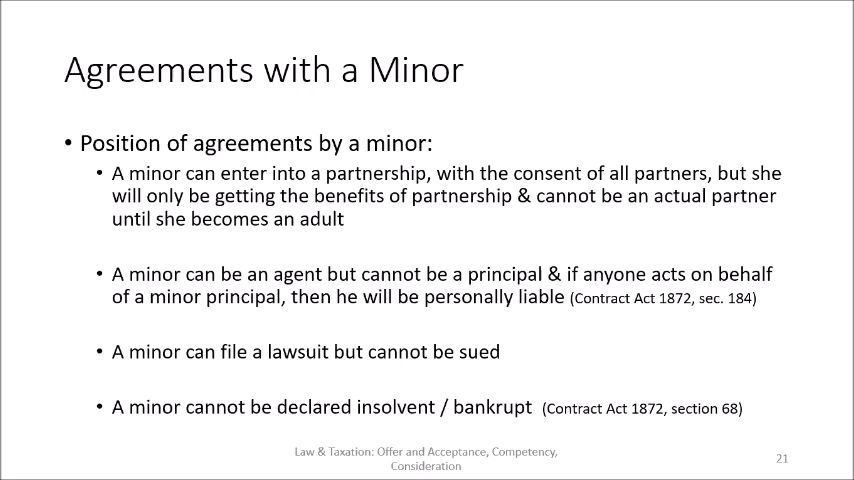 Agreements with a Minor
• Position of agreements by a minor:
• A minor can enter into a partnership, with the consent of all partners, but she
will only be getting the benefits of partnership & cannot be an actual partner
until she becomes an adult
• A minor can be an agent but cannot be a principal & if anyone acts on behalf
of a minor principal, then he will be personally liable (Contract Act 1872, sec. 184)
• A minor can file a lawsuit but cannot be sued
• A minor cannot be declared insolvent / bankrupt (Contract Act 1872, section 68)
Law & Taxation: Offer and Acceptance, Competency,
Consideration
21